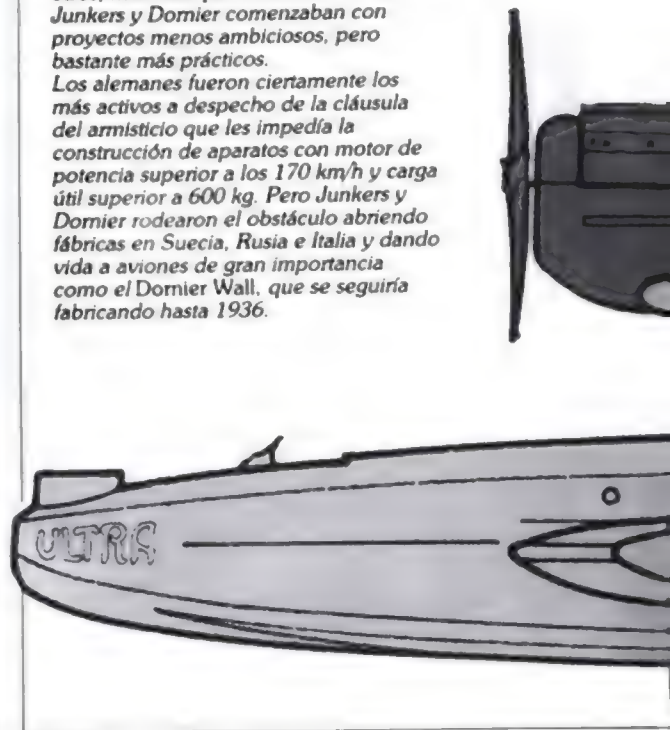 Junkers y Dornier comenzaban con
proyectos menos ambiciosos, pero
bastante más prácticos.
Los alemanes fueron ciertamente los
más activos a despecho de la cláusula
del armisticio que les impedía la
construcción de aparatos con motor de
potencia superior a los 170 km/h y carga
útil superior a 600 kg. Pero Junkers y
Dornier rodearon el obstáculo abriendo
fábricas en Suecia, Rusia e Italia y dando
vida a aviones de gran importancia
como el Dornier Wall, que se seguiría
fabricando hasta 1936.
ULTRA